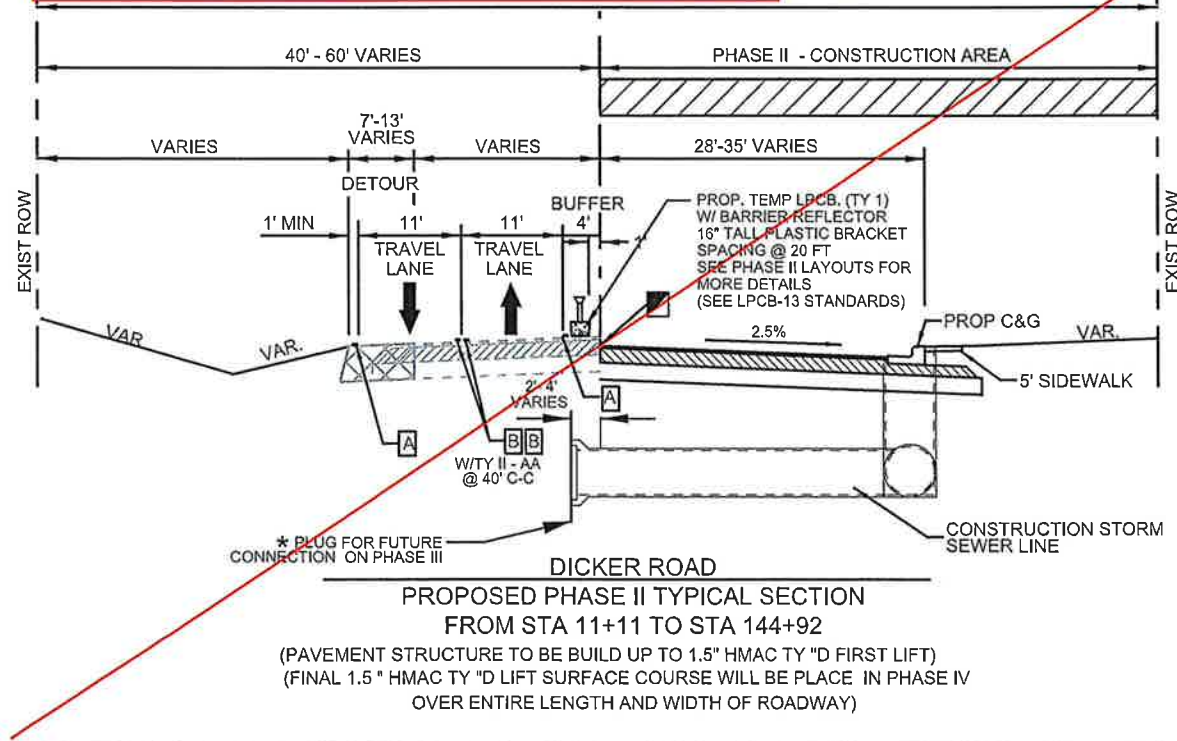 40' - 60' VARIES
PHASE II - CONSTRUCTION AREA
7'-13'
VARIES
VARIES
VARIES
28'-35' VARIES
DETOUR
BUFFER
1' MIN
11'
11'
4'
1'
TRAVEL
LANE
TRAVEL
LANE
PROP. TEMP LPCB. (TY 1)
W/ BARRIER REFLECTOR
16" TALL PLASTIC BRACKET
SPACING @ 20 FT
SEE PHASE II LAYOUTS FOR
MORE DETAILS
(SEE LPCB-13 STANDARDS)
EXIST ROW
EXIST ROW
VAR.
VAR.
2.5%
PROP C&G
VAR.
5' SIDEWALK
2'- 4'
VARIES
A
A
B B
W/TY II - AA
@ 40' C-C
* PLUG FOR FUTURE
CONNECTION ON PHASE III
CONSTRUCTION STORM
SEWER LINE
DICKER ROAD
PROPOSED PHASE II TYPICAL SECTION
FROM STA 11+11 TO STA 144+92
(PAVEMENT STRUCTURE TO BE BUILD UP TO 1.5" HMAC TY "D FIRST LIFT)
(FINAL 1.5 " HMAC TY "D LIFT SURFACE COURSE WILL BE PLACE IN PHASE IV
OVER ENTIRE LENGTH AND WIDTH OF ROADWAY)